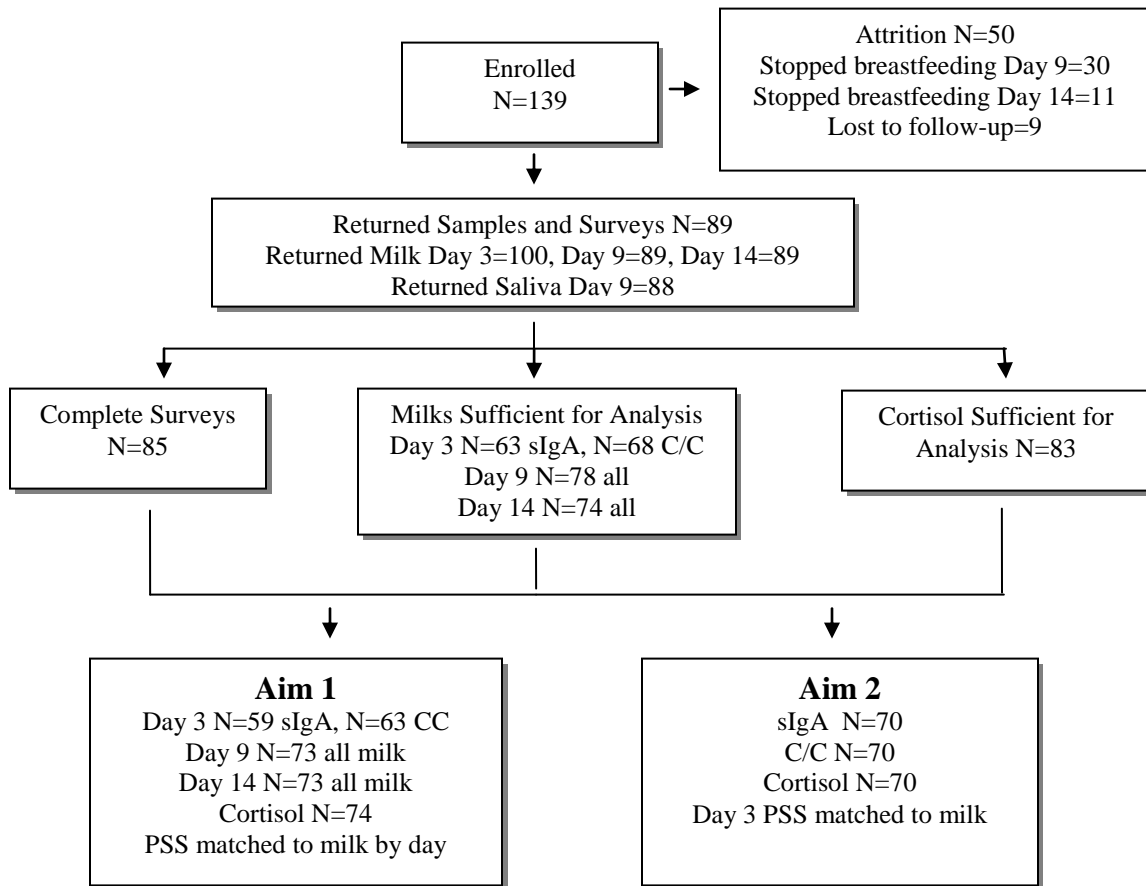 Enrolled
N=139
Attrition N=50
Stopped breastfeeding Day 9=30
Stopped breastfeeding Day 14=11
Lost to follow-up=9
Returned Samples and Surveys N=89
Returned Milk Day 3=100, Day 9=89, Day 14=89
Returned Saliva Day 9=88
Complete Surveys
N=85
Milks Sufficient for Analysis
Day 3 N=63 sIgA, N=68 C/C
Day 9 N=78 all
Day 14 N=74 all
Cortisol Sufficient for
Analysis N=83
Aim 1
Day 3 N=59 sIgA, N=63 CC
Day 9 N=73 all milk
Day 14 N=73 all milk
Cortisol N=74
PSS matched to milk by day
Aim 2
sIgA N=70
C/C N=70
Cortisol N=70
Day 3 PSS matched to milk